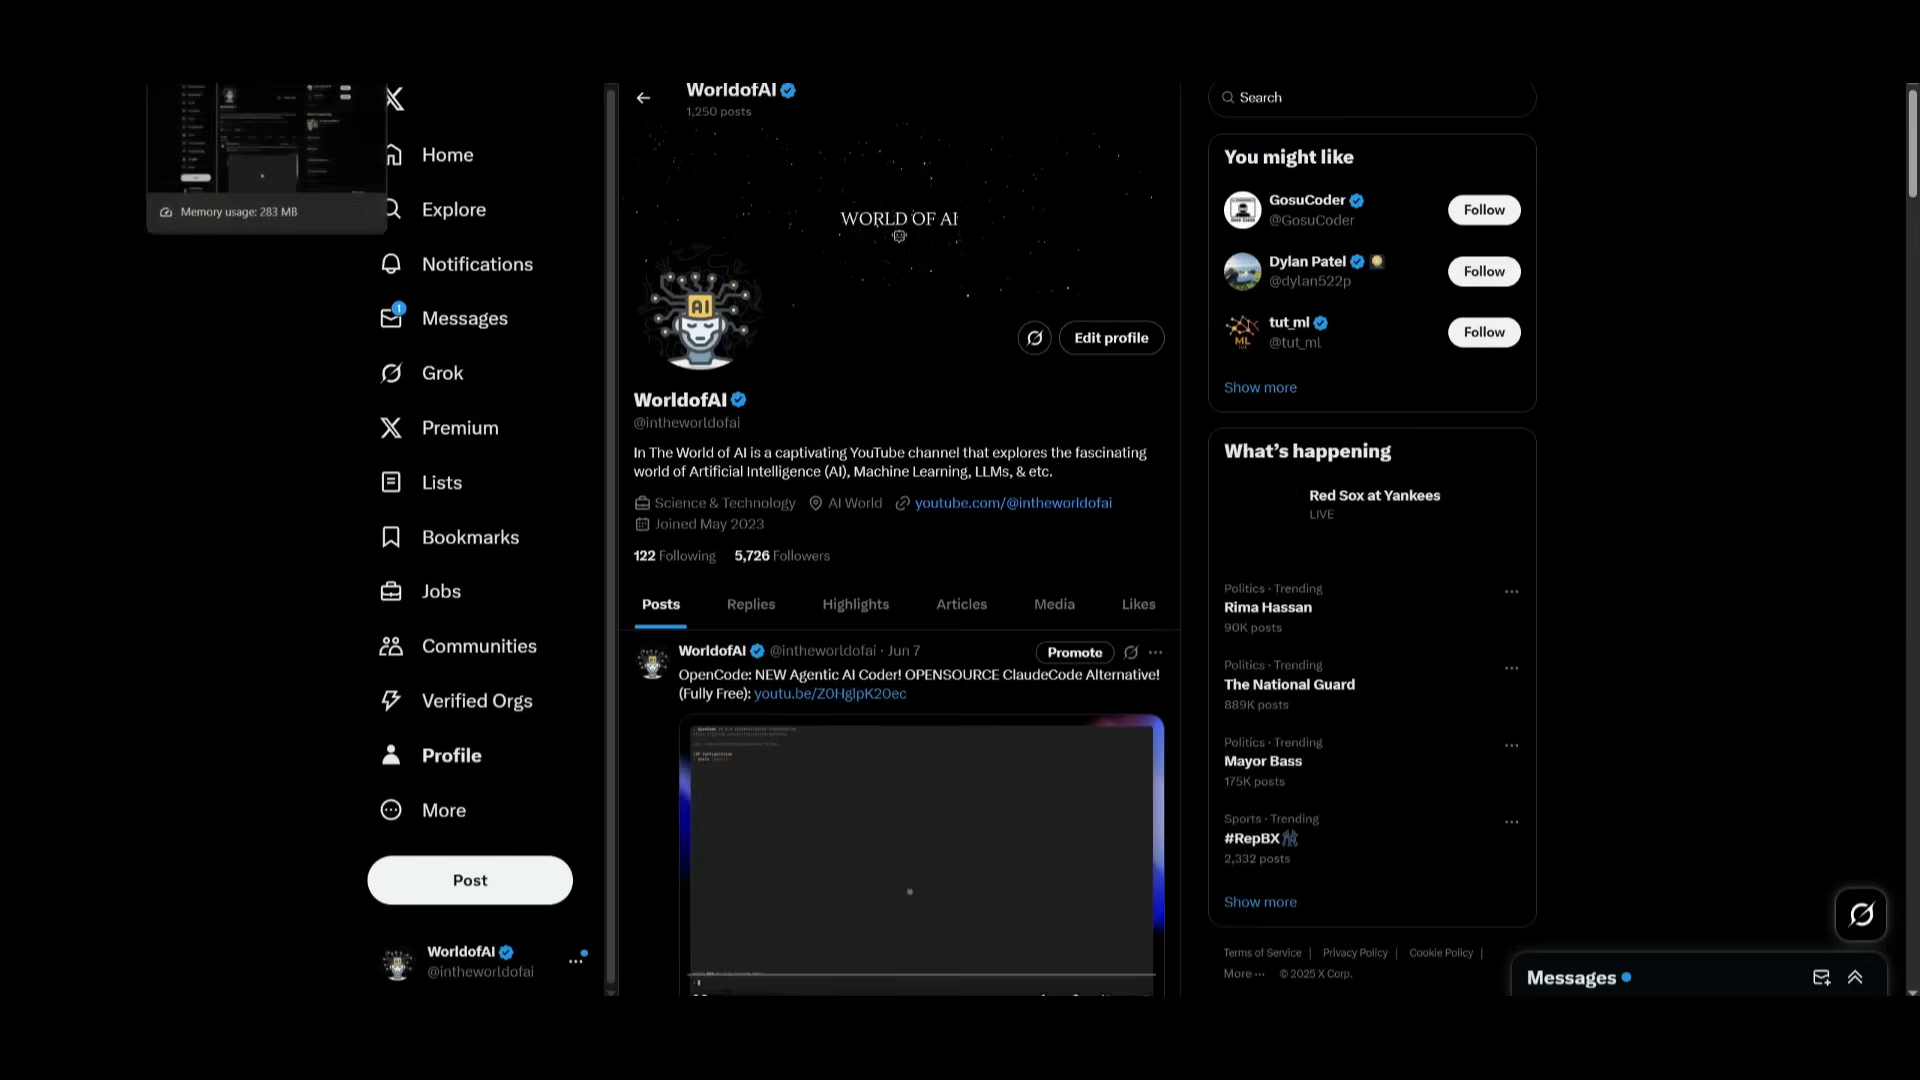 Memory usage: 283 MB
Home
Explore
Notifications
1
Messages
Grok
Premium
Lists
Bookmarks
Jobs
Communities
Verified Orgs
Profile
More
Post
WorldofAI
@intheworldofai
WorldofAI
1,250 posts
WORLD OF AI
AI
Edit profile
WorldofAI
@intheworldofai
In The World of AI is a captivating YouTube channel that explores the fascinating
world of Artificial Intelligence (AI), Machine Learning, LLMs, & etc.
Science & Technology AI World youtube.com/@intheworldofai
Joined May 2023
122 Following 5,726 Followers
Posts Replies Highlights Articles Media Likes
WorldofAI @intheworldofai · Jun 7 Promote
OpenCode: NEW Agentic AI Coder! OPENSOURCE ClaudeCode Alternative!
(Fully Free): youtu.be/Z0HglpK20ec
Search
You might like
GosuCoder
@GosuCoder
Follow
Dylan Patel
@dylan522p
Follow
tut_ml
@tut_ml
Follow
ML
Show more
What's happening
Red Sox at Yankees
LIVE
Politics · Trending
Rima Hassan
90K posts
Politics · Trending
The National Guard
889K posts
Politics · Trending
Mayor Bass
175K posts
Sports · Trending
#RepBX
2,332 posts
Show more
Terms of Service | Privacy Policy | Cookie Policy |
More ··· © 2025 X Corp.
Messages